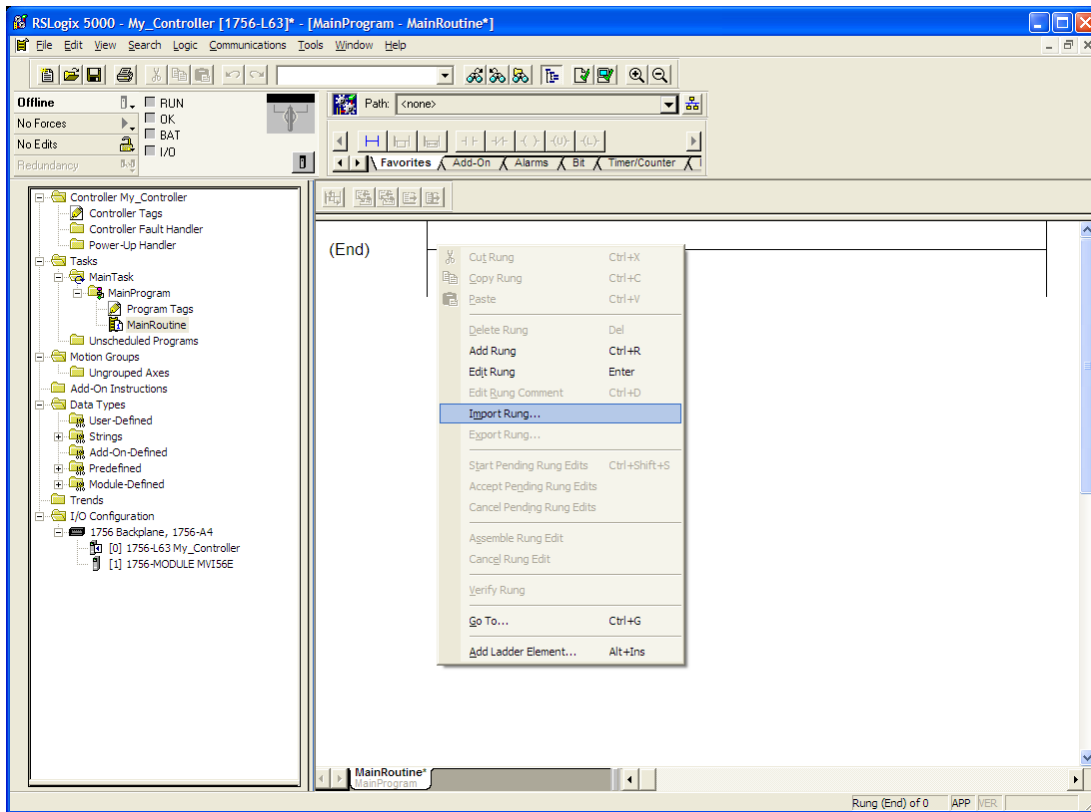 RSLogix 5000 - My_Controller [1756-L63]* - [MainProgram - MainRoutine*]
File Edit View Search Logic Communications Tools Window Help
Offline
RUN
Path: <none>
No Forces
OK
No Edits
BAT
Redundancy
I/O
Favorites Add-On Alarms Bit Timer/Counter
Controller My_Controller
Controller Tags
Controller Fault Handler
Power-Up Handler
Tasks
MainTask
MainProgram
Program Tags
MainRoutine
Unscheduled Programs
Motion Groups
Ungrouped Axes
Add-On Instructions
Data Types
User-Defined
Strings
Add-On-Defined
Predefined
Module-Defined
Trends
I/O Configuration
1756 Backplane, 1756-A4
[0] 1756-L63 My_Controller
[1] 1756-MODULE MVI56E
(End)
Cut Rung Ctrl+X
Copy Rung Ctrl+C
Paste Ctrl+V
Delete Rung Del
Add Rung Ctrl+R
Edit Rung Enter
Edit Rung Comment Ctrl+D
Import Rung...
Export Rung...
Start Pending Rung Edits Ctrl+Shift+S
Accept Pending Rung Edits
Cancel Pending Rung Edits
Assemble Rung Edit
Cancel Rung Edit
Verify Rung
Go To... Ctrl+G
Add Ladder Element... Alt+Ins
MainRoutine*
MainProgram
Rung (End) of 0 APP VER